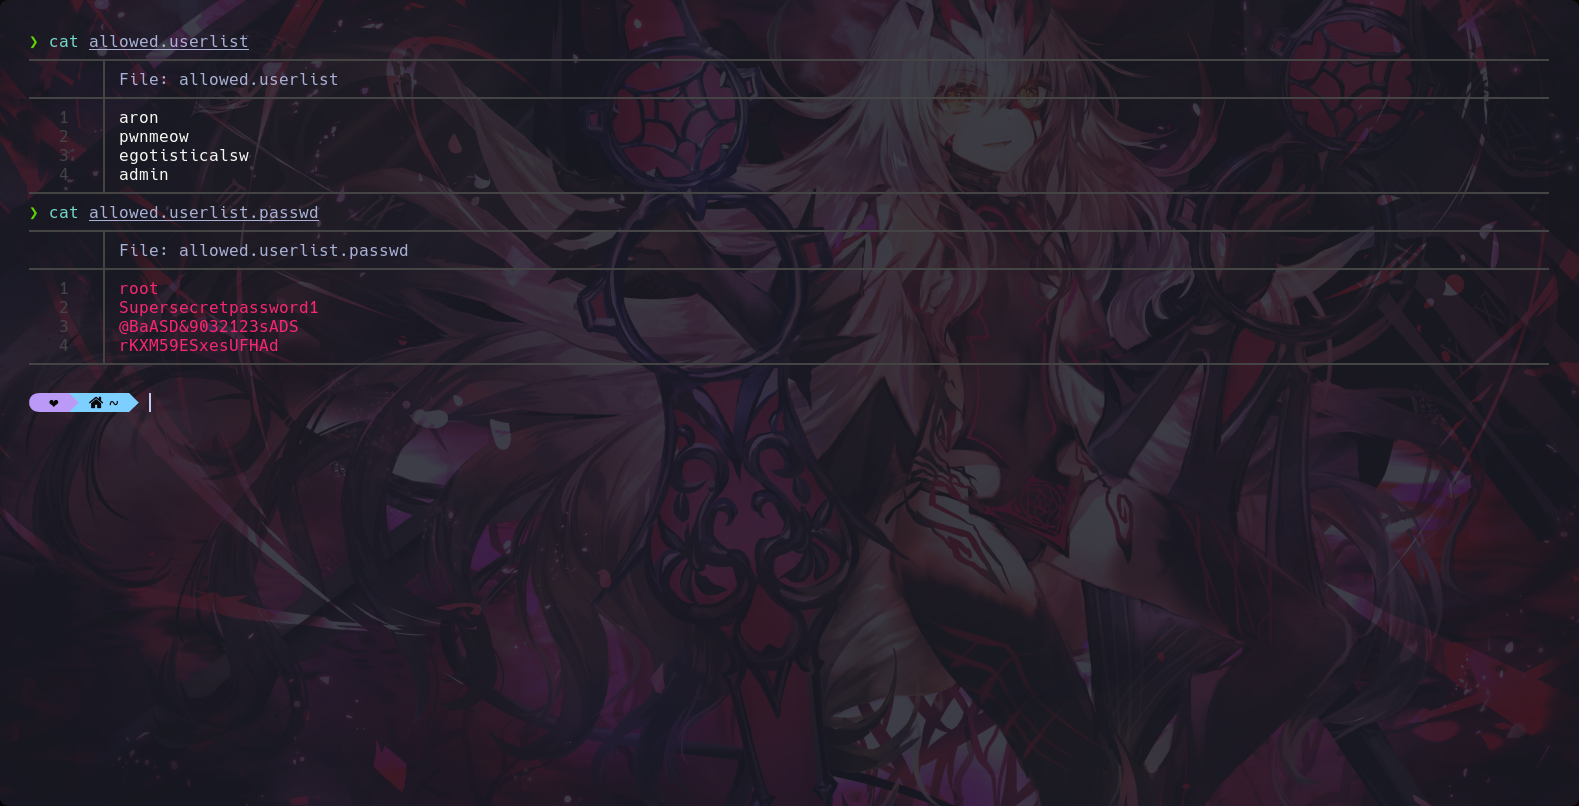 ❯ cat allowed.userlist
File: allowed.userlist
1 aron
2 pwnmeow
3 egotisticalsw
4 admin
❯ cat allowed.userlist.passwd
File: allowed.userlist.passwd
1 root
2 Supersecretpassword1
3 @BaASD&9032123sADS
4 rKXM59ESxesUFHAd
❤ ~